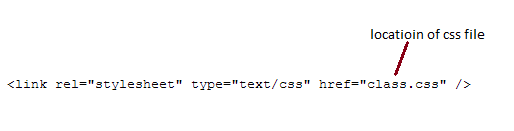 locatioin of css file
<link rel="stylesheet" type="text/css" href="class.css" />